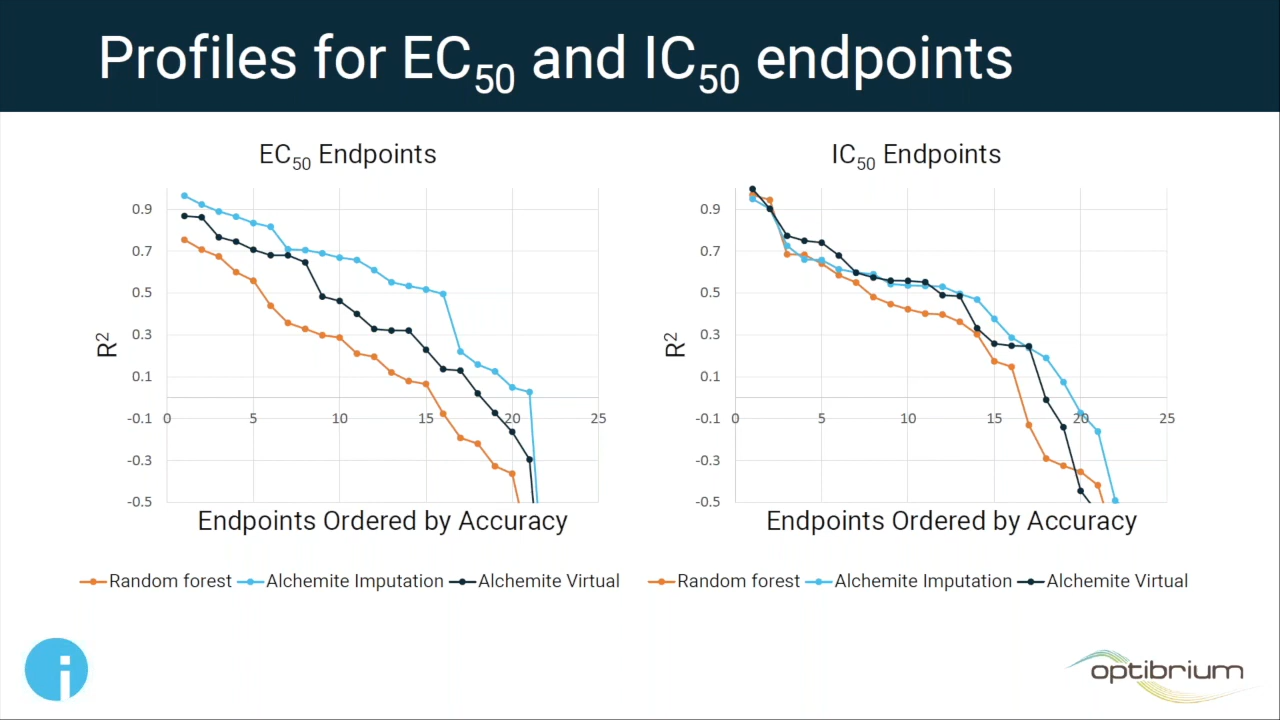 Profiles for EC50 and IC50 endpoints
EC50 Endpoints
0.9
0.7
0.5
0.3
0.1
-0.1
-0.3
-0.5
R2
0 5 10 15 20 25
Endpoints Ordered by Accuracy
Random forest Alchemite Imputation Alchemite Virtual
IC50 Endpoints
0.9
0.7
0.5
0.3
0.1
-0.1
-0.3
-0.5
R2
0 5 10 15 20 25
Endpoints Ordered by Accuracy
Random forest Alchemite Imputation Alchemite Virtual
i
optibrium